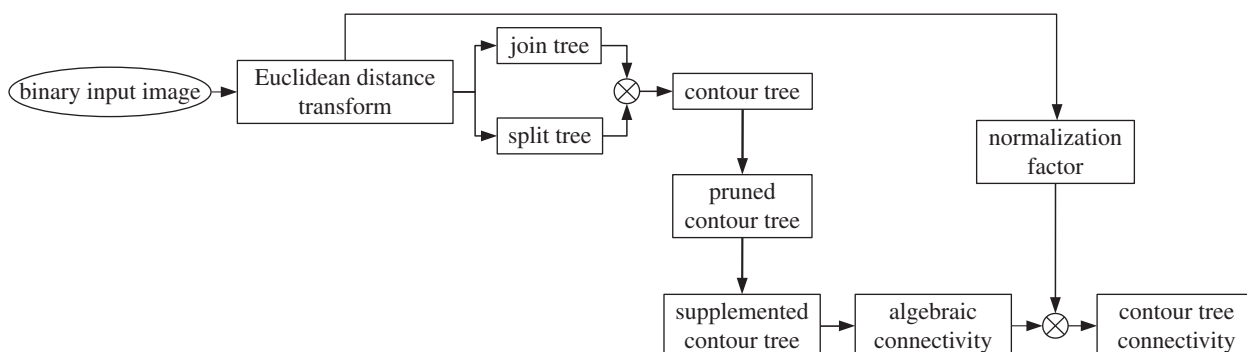 binary input image
Euclidean distance
transform
join tree
split tree
contour tree
normalization
factor
pruned
contour tree
supplemented
contour tree
algebraic
connectivity
contour tree
connectivity